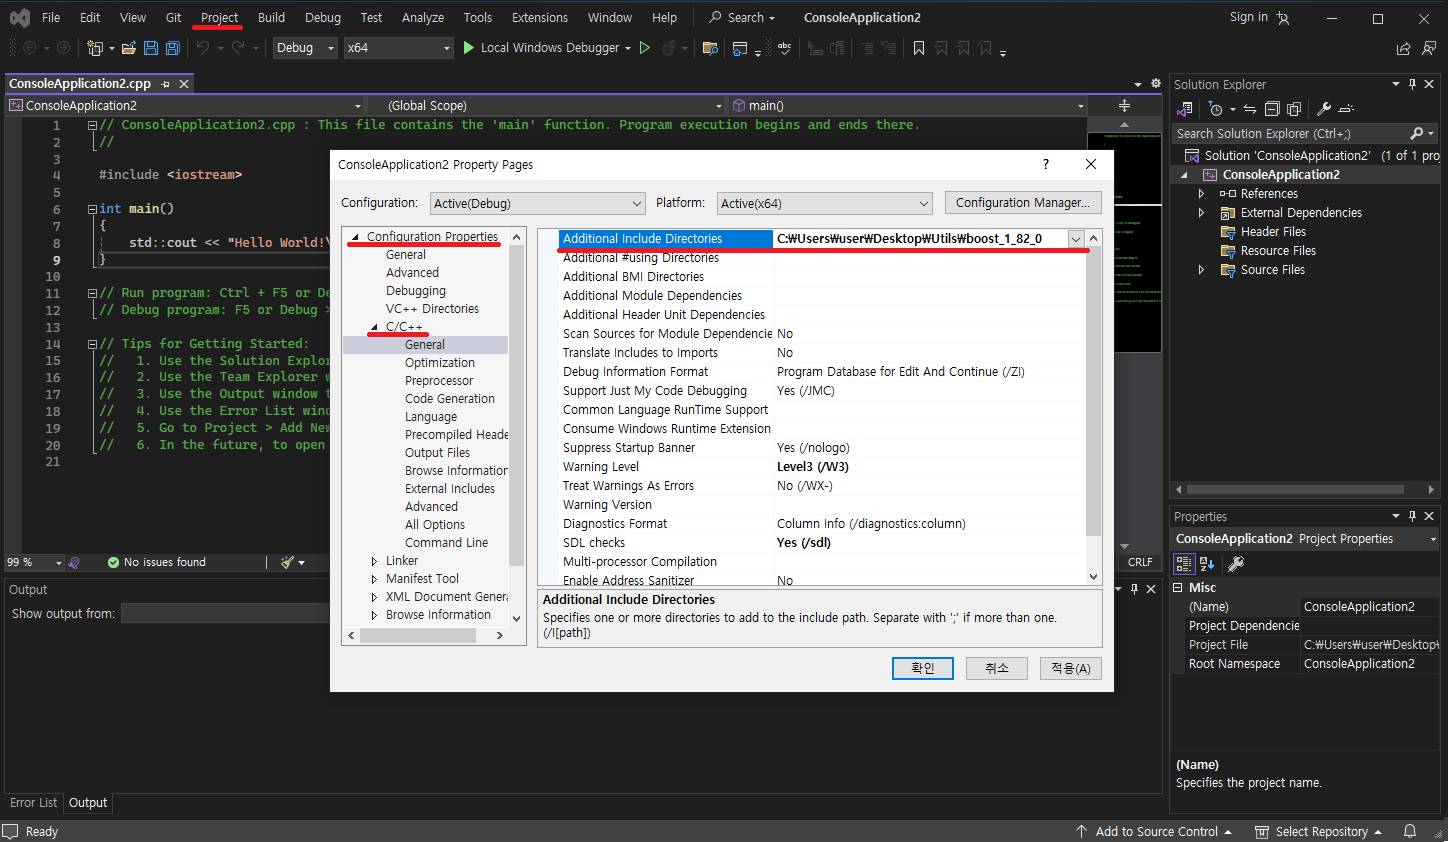 File Edit View Git Project Build Debug Test Analyze Tools Extensions Window Help Search ConsoleApplication2 Sign in
Debug x64 Local Windows Debugger
ConsoleApplication2.cpp
ConsoleApplication2 (Global Scope) main()
1 // ConsoleApplication2.cpp : This file contains the 'main' function. Program execution begins and ends there.
2 //
3
4 #include <iostream>
5
6 int main()
7 {
8 std::cout << "Hello World!\
9 }
10
11 // Run program: Ctrl + F5 or De
12 // Debug program: F5 or Debug >
13
14 // Tips for Getting Started:
15 // 1. Use the Solution Explor
16 // 2. Use the Team Explorer w
17 // 3. Use the Output window t
18 // 4. Use the Error List wind
19 // 5. Go to Project > Add New
20 // 6. In the future, to open
21
99 % No issues found CRLF
Output
Show output from:
Error List Output
Ready Add to Source Control Select Repository
ConsoleApplication2 Property Pages ?
Configuration: Active(Debug) Platform: Active(x64) Configuration Manager...
Configuration Properties
General
Advanced
Debugging
VC++ Directories
C/C++
General
Optimization
Preprocessor
Code Generation
Language
Precompiled Heade
Output Files
Browse Information
External Includes
Advanced
All Options
Command Line
Linker
Manifest Tool
XML Document Genera
Browse Information
Additional Include Directories C:₩Users₩user₩Desktop₩Utils₩boost_1_82_0
Additional #using Directories
Additional BMI Directories
Additional Module Dependencies
Additional Header Unit Dependencies
Scan Sources for Module Dependencie No
Translate Includes to Imports No
Debug Information Format Program Database for Edit And Continue (/ZI)
Support Just My Code Debugging Yes (/JMC)
Common Language RunTime Support
Consume Windows Runtime Extension
Suppress Startup Banner Yes (/nologo)
Warning Level Level3 (/W3)
Treat Warnings As Errors No (/WX-)
Warning Version
Diagnostics Format Column Info (/diagnostics:column)
SDL checks Yes (/sdl)
Multi-processor Compilation
Enable Address Sanitizer No
Additional Include Directories
Specifies one or more directories to add to the include path. Separate with ';' if more than one.
(/I[path])
확인 취소 적용(A)
Solution Explorer
Search Solution Explorer (Ctrl+;)
Solution 'ConsoleApplication2' (1 of 1 proj
ConsoleApplication2
References
External Dependencies
Header Files
Resource Files
Source Files
Properties
ConsoleApplication2 Project Properties
Misc
(Name) ConsoleApplication2
Project Dependencie
Project File C:₩Users₩user₩Desktop₩
Root Namespace ConsoleApplication2
(Name)
Specifies the project name.